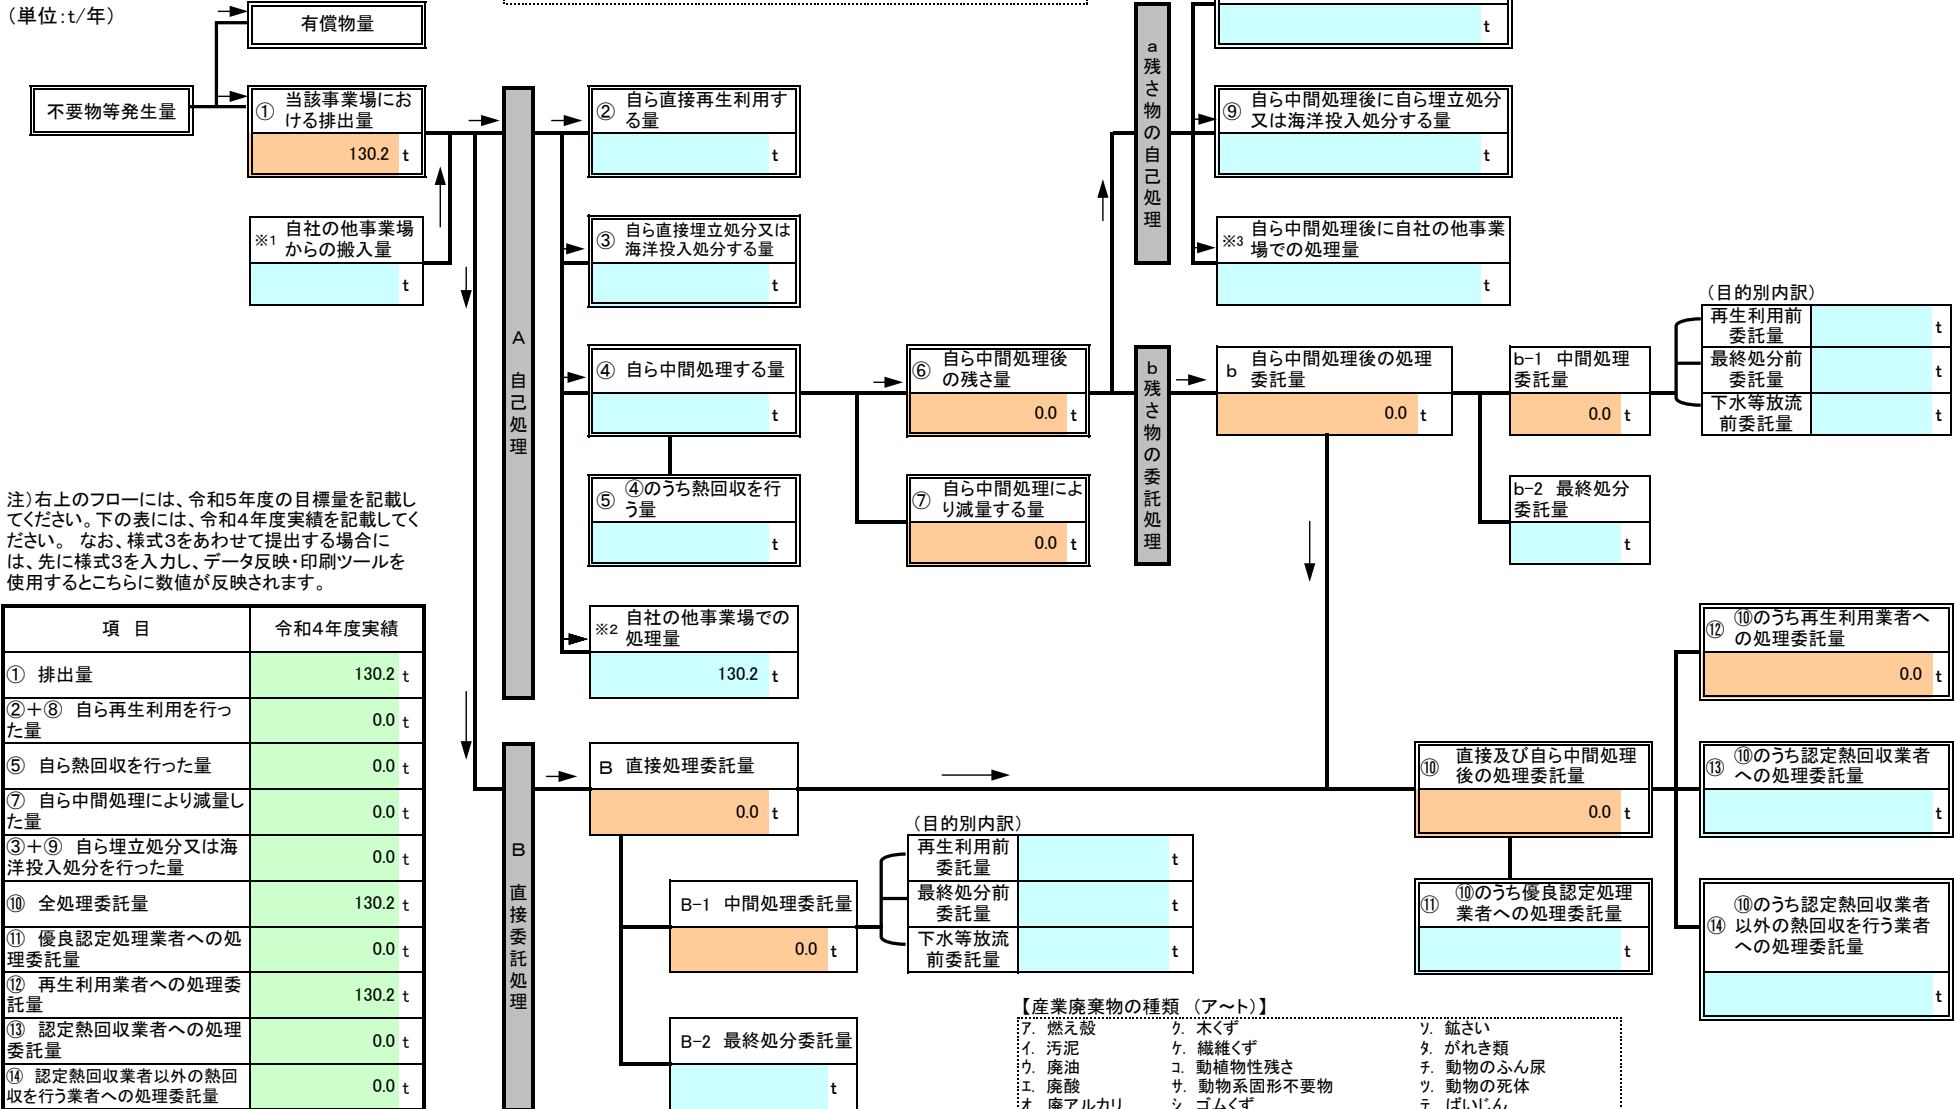 (単位:t/年)
有償物量
t
不要物等発生量
① 当該事業場にお
ける排出量
130.2 t
※1 自社の他事業場
からの搬入量
t
A 自己処理
② 自ら直接再生利用す
る量
t
③ 自ら直接埋立処分又は
海洋投入処分する量
t
④ 自ら中間処理する量
t
⑤ ④のうち熱回収を行
う量
t
※2 自社の他事業場での
処理量
130.2 t
⑥ 自ら中間処理後
の残さ量
0.0 t
⑦ 自ら中間処理によ
り減量する量
0.0 t
a残さ物の自己処理
⑨ 自ら中間処理後に自ら埋立処分
又は海洋投入処分する量
t
※3 自ら中間処理後に自社の他事業
場での処理量
t
b残さ物の委託処理
b 自ら中間処理後の処理
委託量
0.0 t
b-1 中間処理
委託量
0.0 t
b-2 最終処分
委託量
t
(目的別内訳)
再生利用前
委託量
t
最終処分前
委託量
t
下水等放流
前委託量
t
注)右上のフローには、令和5年度の目標量を記載し
てください。下の表には、令和4年度実績を記載してく
ださい。 なお、様式3をあわせて提出する場合に
は、先に様式3を入力し、データ反映・印刷ツールを
使用するとこちらに数値が反映されます。
項 目 令和4年度実績
① 排出量 130.2 t
②+⑧ 自ら再生利用を行っ
た量 0.0 t
⑤ 自ら熱回収を行った量 0.0 t
⑦ 自ら中間処理により減量し
た量 0.0 t
③+⑨ 自ら埋立処分又は海
洋投入処分を行った量 0.0 t
⑩ 全処理委託量 130.2 t
⑪ 優良認定処理業者への処
理委託量 0.0 t
⑫ 再生利用業者への処理委
託量 130.2 t
⑬ 認定熱回収業者への処理
委託量 0.0 t
⑭ 認定熱回収業者以外の熱回
収を行う業者への処理委託量 0.0 t
B 直接委託処理
B 直接処理委託量
0.0 t
B-1 中間処理委託量
0.0 t
B-2 最終処分委託量
t
(目的別内訳)
再生利用前
委託量
t
最終処分前
委託量
t
下水等放流
前委託量
t
⑩ 直接及び自ら中間処理
後の処理委託量
0.0 t
⑪ ⑩のうち優良認定処理
業者への処理委託量
t
⑫ ⑩のうち再生利用業者へ
の処理委託量
0.0 t
⑬ ⑩のうち認定熱回収業者
への処理委託量
t
⑭ ⑩のうち認定熱回収業者
以外の熱回収を行う業者
への処理委託量
t
【産業廃棄物の種類 (ア~ト)】
ア. 燃え殻 ク. 木くず ソ. 鉱さい
イ. 汚泥 ケ. 繊維くず タ. がれき類
ウ. 廃油 コ. 動植物性残さ チ. 動物のふん尿
エ. 廃酸 サ. 動物系固形不要物 ツ. 動物の死体
オ. 廃アルカリ シ. ゴムくず テ. ばいじん